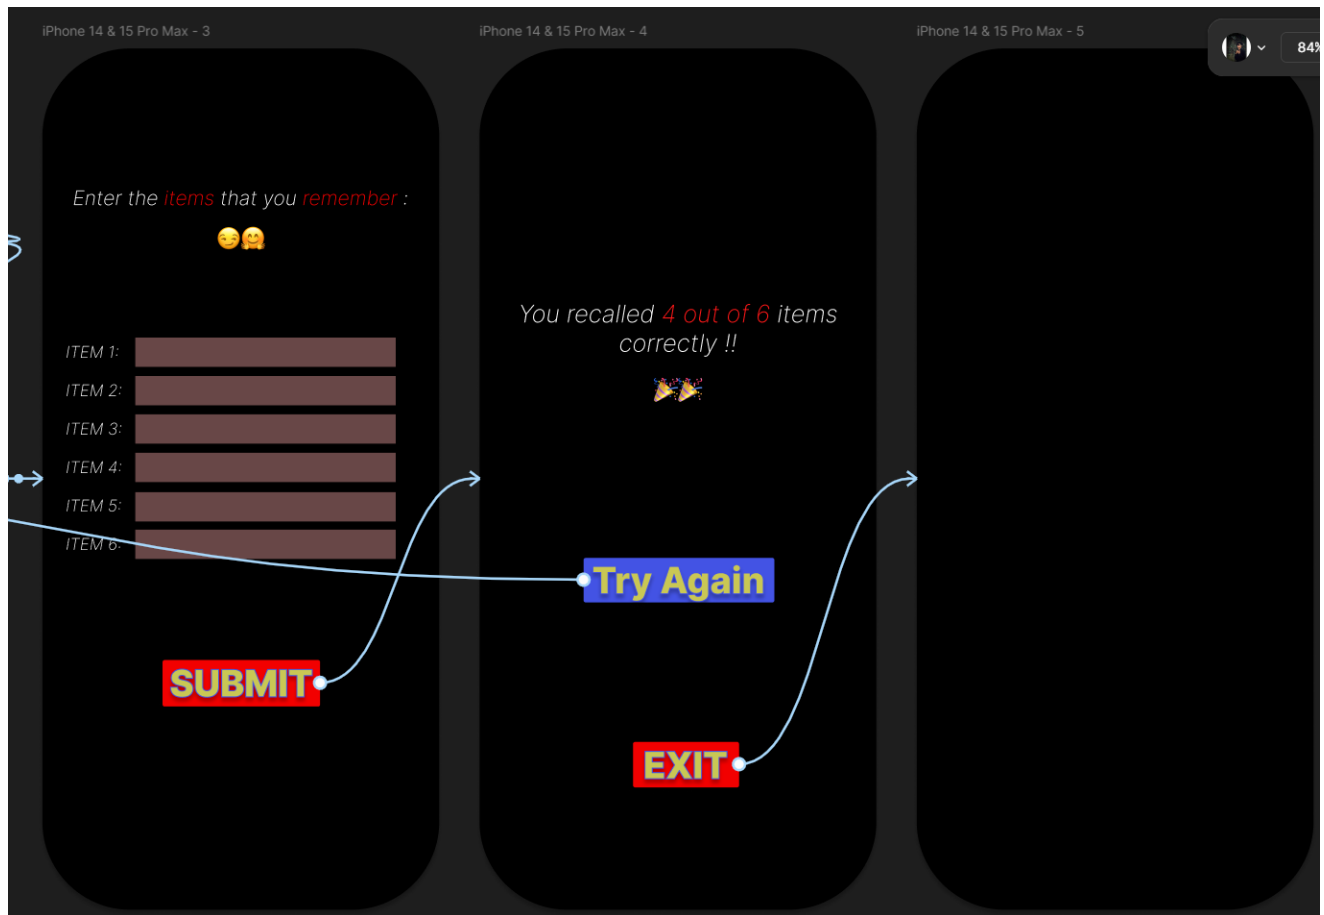 iPhone 14 & 15 Pro Max - 3
Enter the items that you remember :
😏🤗
ITEM 1:
ITEM 2:
ITEM 3:
ITEM 4:
ITEM 5:
ITEM 6:
SUBMIT
iPhone 14 & 15 Pro Max - 4
You recalled 4 out of 6 items
correctly !!
🎉🎉
Try Again
EXIT
iPhone 14 & 15 Pro Max - 5
84%